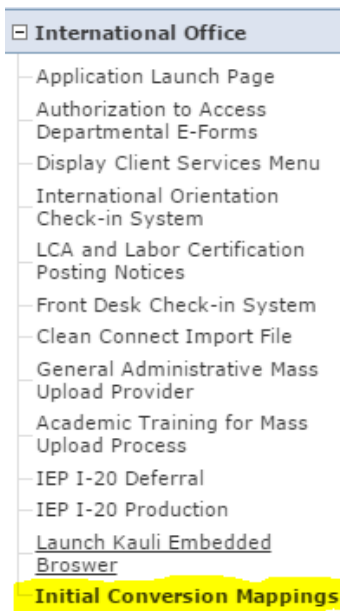 International Office
Application Launch Page
Authorization to Access
Departmental E-Forms
Display Client Services Menu
International Orientation
Check-in System
LCA and Labor Certification
Posting Notices
Front Desk Check-in System
Clean Connect Import File
General Administrative Mass
Upload Provider
Academic Training for Mass
Upload Process
IEP I-20 Deferral
IEP I-20 Production
Launch Kauli Embedded
Broswer
Initial Conversion Mappings